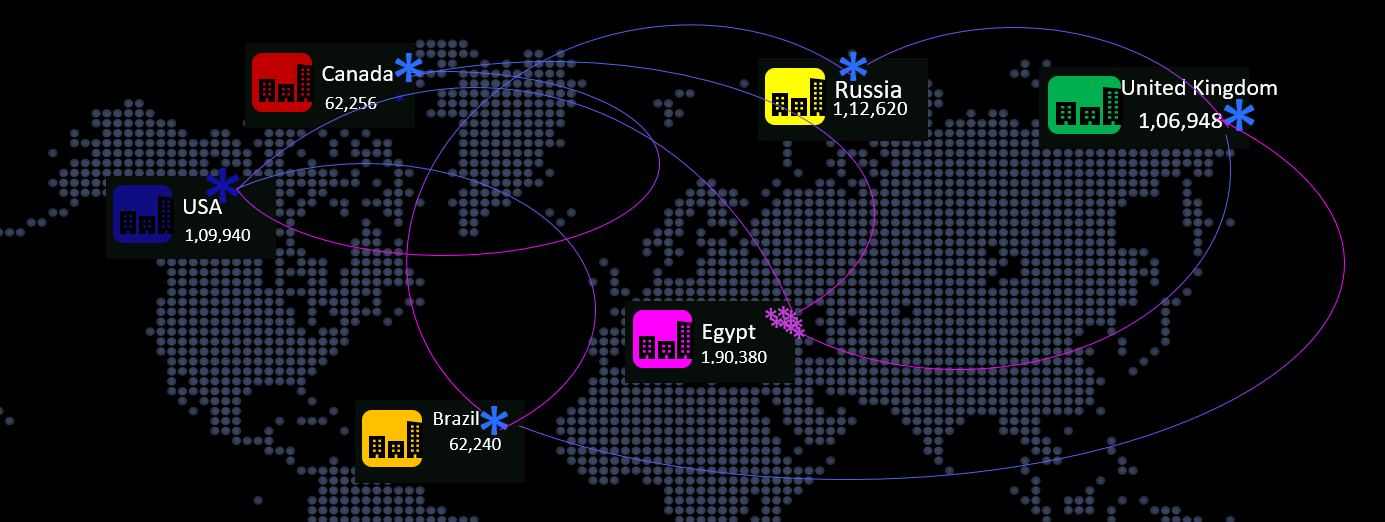 Canada
62,256
Russia
1,12,620
United Kingdom
1,06,948
USA
1,09,940
Egypt
1,90,380
Brazil
62,240